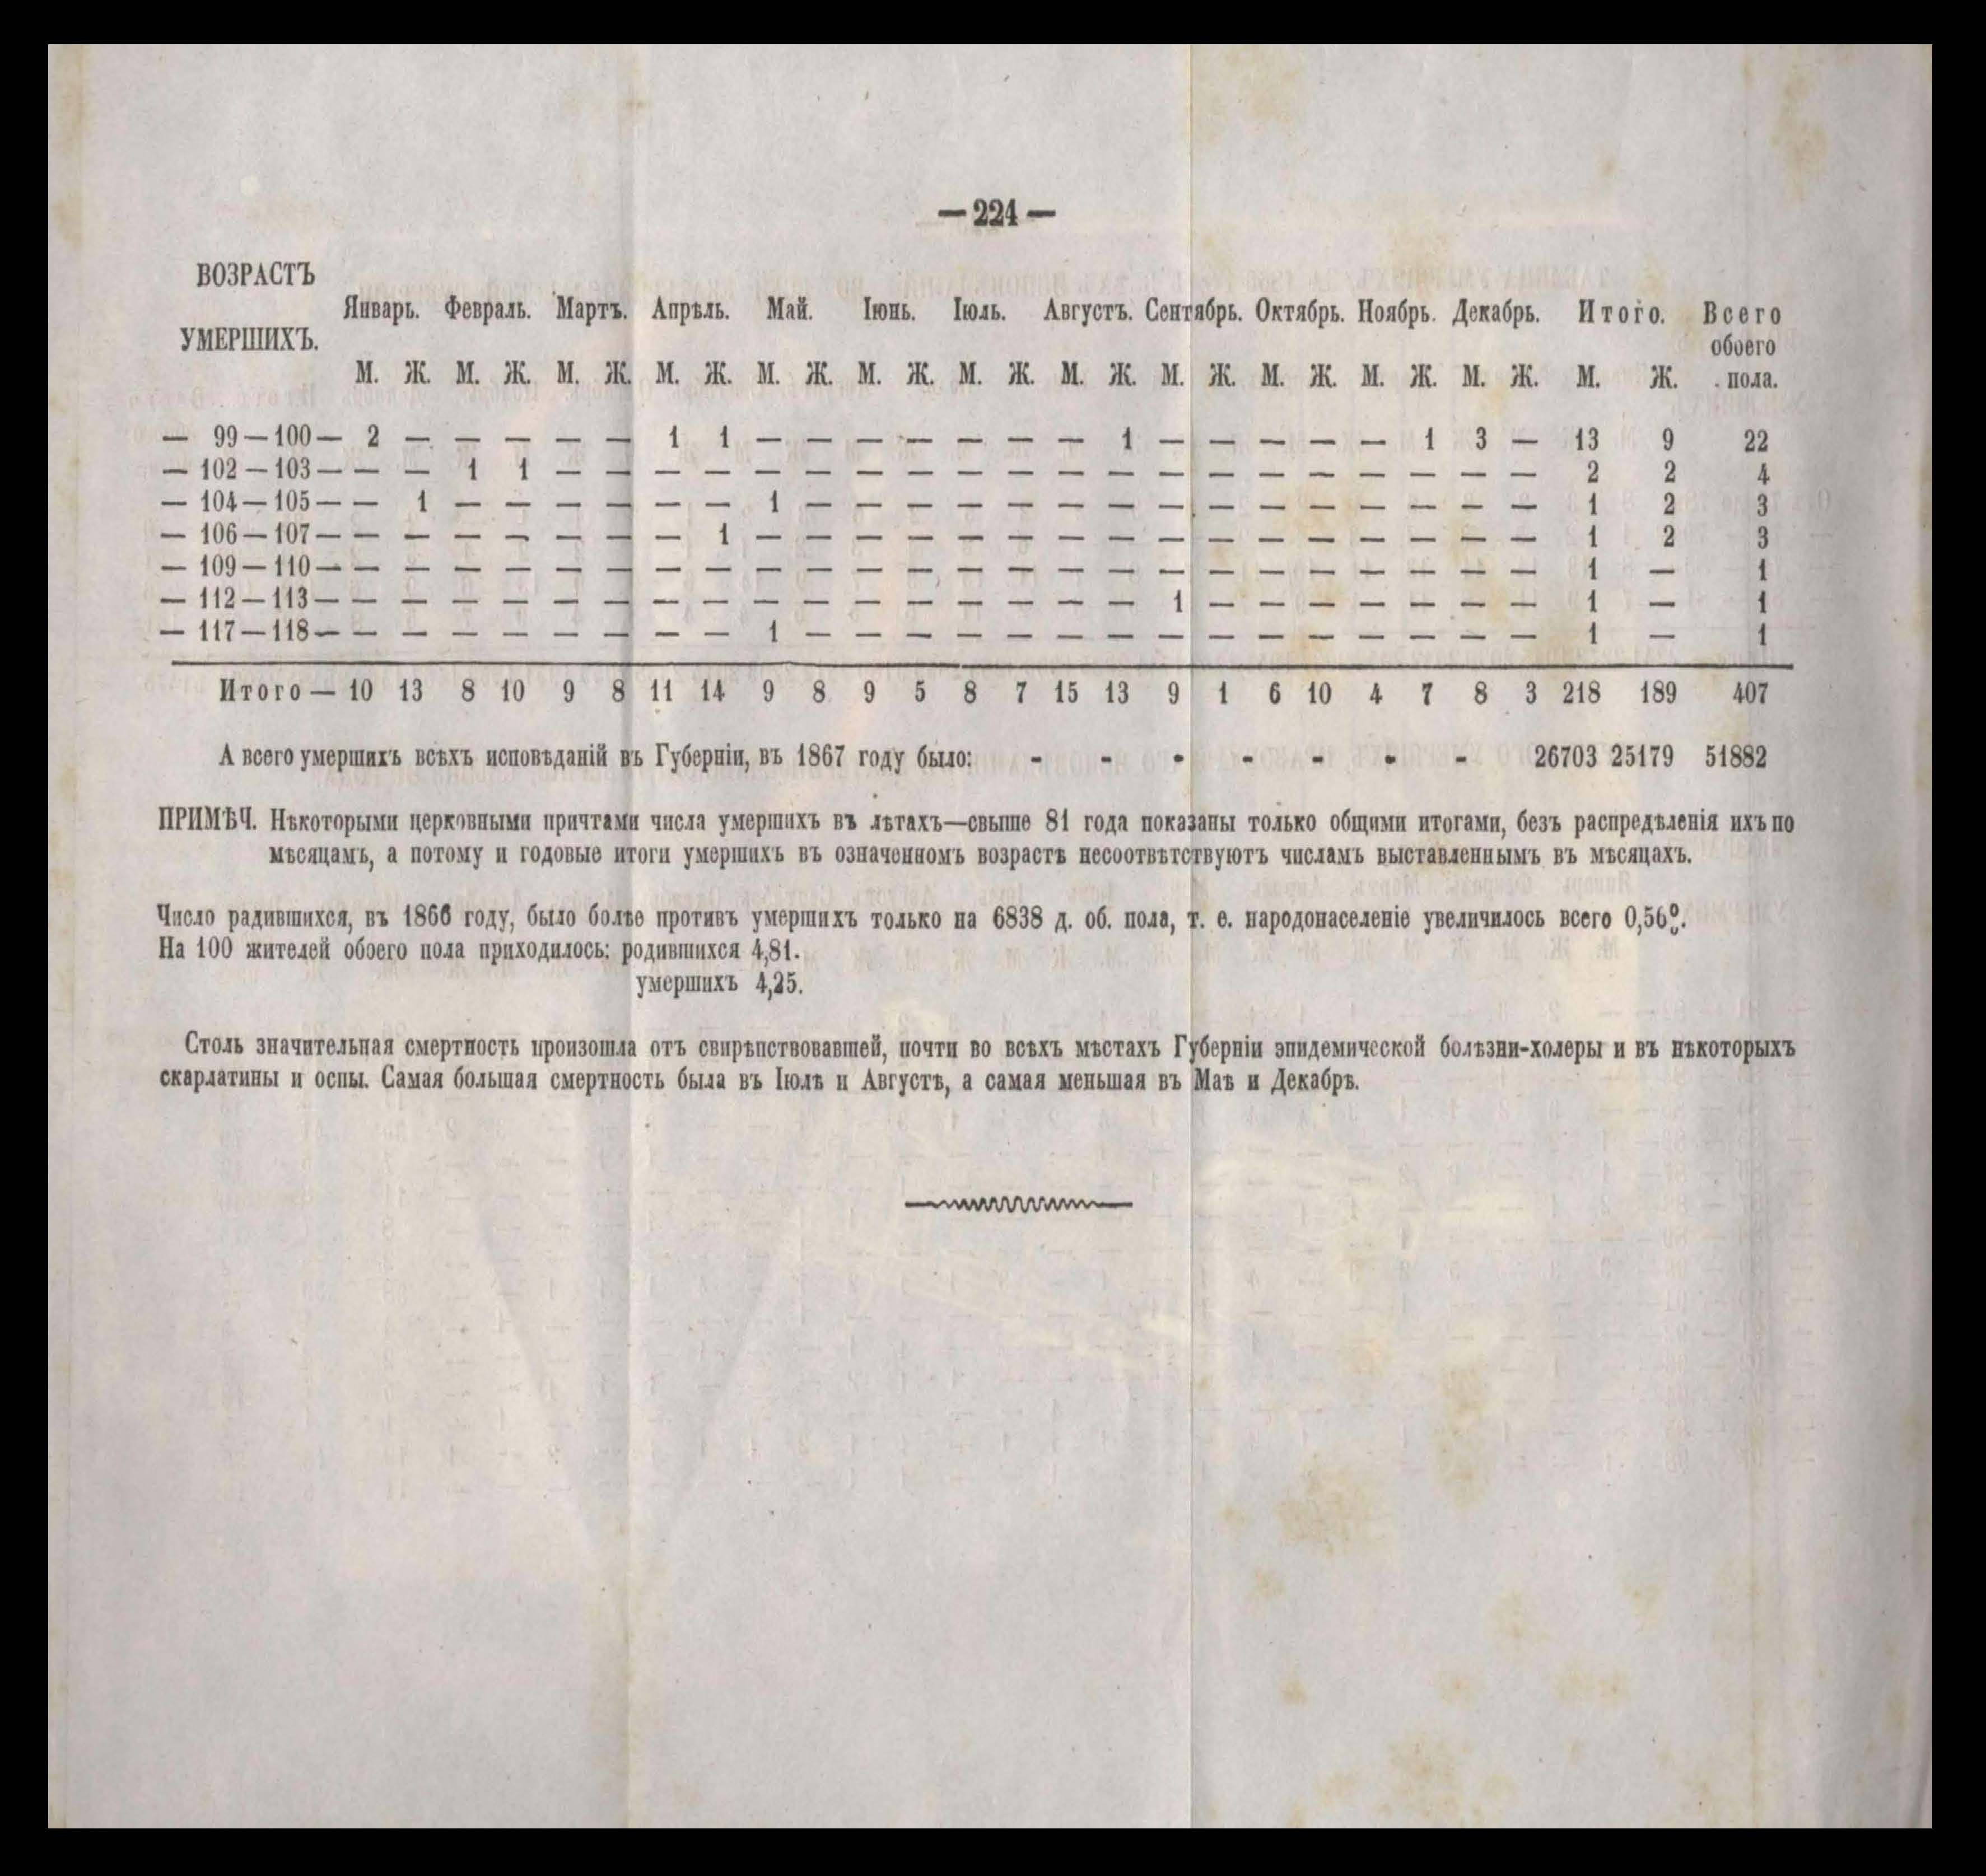 — 224 —
ВОЗРАСТЪ
УМЕРШИХЪ.
Январь. Февраль. Мартъ. Апрѣль. Май. Іюнь. Іюль. Августъ. Сентябрь. Октябрь. Ноябрь. Декабрь. Итого. Всего
обоего
пола.
М. Ж. М. Ж. М. Ж. М. Ж. М. Ж. М. Ж. М. Ж. М. Ж. М. Ж. М. Ж. М. Ж. М. Ж. М. Ж.
— 99—100— 2 — — — — — 1 1 — — — — — — — 1 — — — — — 1 3 — 13 9 22
— 102—103— — — 1 1 — — — — — — — — — — — — — — — — — — — — 2 2 4
— 104—105— — 1 — — — — — — 1 — — — — — — — — — — — — — — — 1 2 3
— 106—107— — — — — — — — 1 — — — — — — — — — — — — — — — — 1 2 3
— 109—110— — — — — — — — — — — — — — — — — — — — — — — — — 1 — 1
— 112—113— — — — — — — — — — — — — — — — — 1 — — — — — — — 1 — 1
— 117—118— — — — — — — — — 1 — — — — — — — — — — — — — — — 1 — 1
Итого— 10 13 8 10 9 8 11 14 9 8 9 5 8 7 15 13 9 1 6 10 4 7 8 3 218 189 407
А всего умершихъ всѣхъ исповѣданій въ Губерніи, въ 1867 году было: - - - - - - - 26703 25179 51882
ПРИМѢЧ. Нѣкоторыми церковными причтами числа умершихъ въ лѣтахъ—свыше 81 года показаны только общими итогами, безъ распредѣленія ихъ по
мѣсяцамъ, а потому и годовые итоги умершихъ въ означенномъ возрастѣ несоотвѣтствуютъ числамъ выставленнымъ въ мѣсяцахъ.
Число радившихся, въ 1866 году, было болѣе противъ умершихъ только на 6838 д. об. пола, т. е. народонаселеніе увеличилось всего 0,56%.
На 100 жителей обоего пола приходилось: родившихся 4,81.
умершихъ 4,25.
Столь значительная смертность произошла отъ свирѣпствовавшей, почти во всѣхъ мѣстахъ Губерніи эпидемической болѣзни-холеры и въ нѣкоторыхъ
скарлатины и оспы. Самая большая смертность была въ Іюлѣ и Августѣ, а самая меньшая въ Маѣ и Декабрѣ.